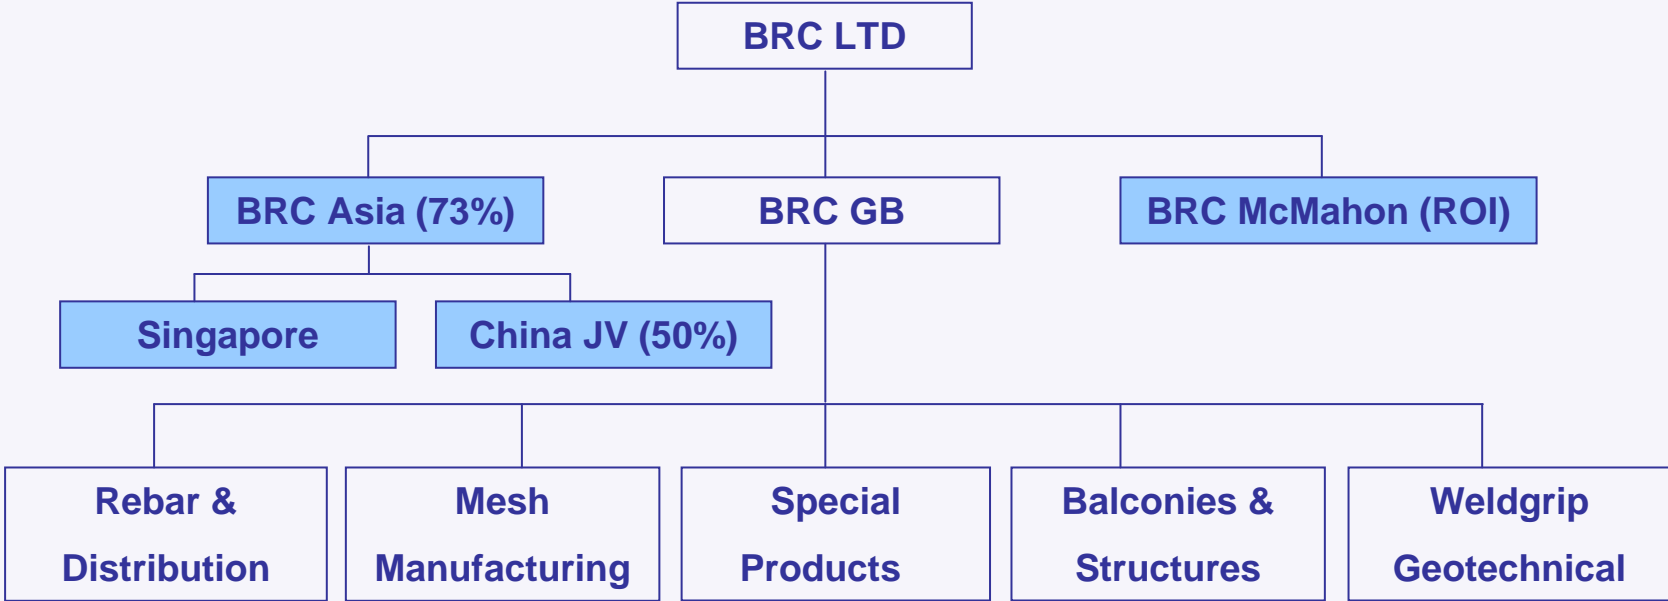 BRC LTD
BRC Asia (73%)
BRC GB
BRC McMahon (ROI)
Singapore
China JV (50%)
Rebar &
Distribution
Mesh
Manufacturing
Special
Products
Balconies &
Structures
Weldgrip
Geotechnical